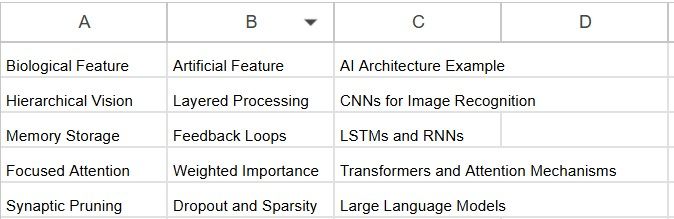 A B C D
Biological Feature Artificial Feature AI Architecture Example
Hierarchical Vision Layered Processing CNNs for Image Recognition
Memory Storage Feedback Loops LSTMs and RNNs
Focused Attention Weighted Importance Transformers and Attention Mechanisms
Synaptic Pruning Dropout and Sparsity Large Language Models